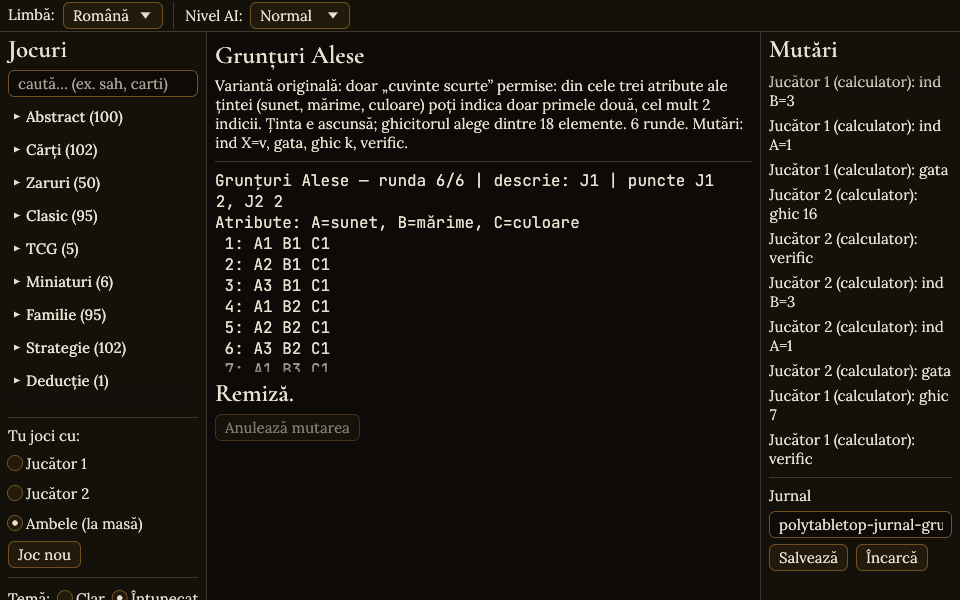 Limbă: Română ▼ Nivel AI: Normal ▼
Jocuri
caută... (ex. sah, carti)
▸ Abstract (100)
▸ Cărți (102)
▸ Zaruri (50)
▸ Clasic (95)
▸ TCG (5)
▸ Miniaturi (6)
▸ Familie (95)
▸ Strategie (102)
▸ Deducție (1)
Tu joci cu:
Jucător 1
Jucător 2
Ambele (la masă)
Joc nou
Temă: Clar Întunecat
Grunțuri Alese
Variantă originală: doar „cuvinte scurte” permise: din cele trei atribute ale
țintei (sunet, mărime, culoare) poți indica doar primele două, cel mult 2
indicii. Ținta e ascunsă; ghicitorul alege dintre 18 elemente. 6 runde. Mutări:
ind X=v, gata, ghic k, verific.
Grunțuri Alese — runda 6/6 | descrie: J1 | puncte J1
2, J2 2
Atribute: A=sunet, B=mărime, C=culoare
1: A1 B1 C1
2: A2 B1 C1
3: A3 B1 C1
4: A1 B2 C1
5: A2 B2 C1
6: A3 B2 C1
7: A1 B3 C1
Remiză.
Anulează mutarea
Mutări
Jucător 1 (calculator): ind
B=3
Jucător 1 (calculator): ind
A=1
Jucător 1 (calculator): gata
Jucător 2 (calculator):
ghic 16
Jucător 2 (calculator):
verific
Jucător 2 (calculator): ind
B=3
Jucător 2 (calculator): ind
A=1
Jucător 2 (calculator): gata
Jucător 1 (calculator): ghic
7
Jucător 1 (calculator):
verific
Jurnal
polytabletop-jurnal-gru
Salvează Încarcă